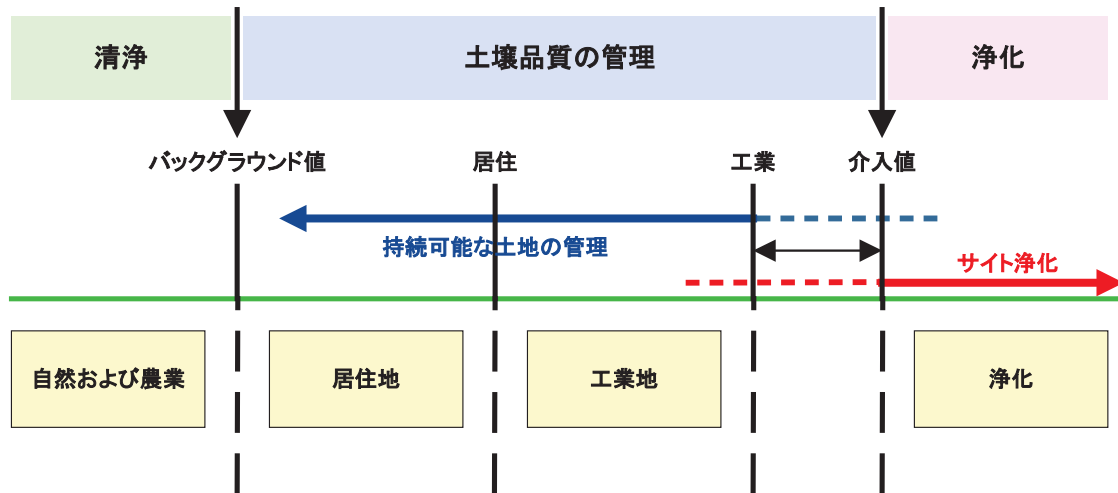 清浄
土壌品質の管理
浄化
バックグラウンド値
居住
工業
介入値
持続可能な土地の管理
サイト浄化
自然および農業
居住地
工業地
浄化